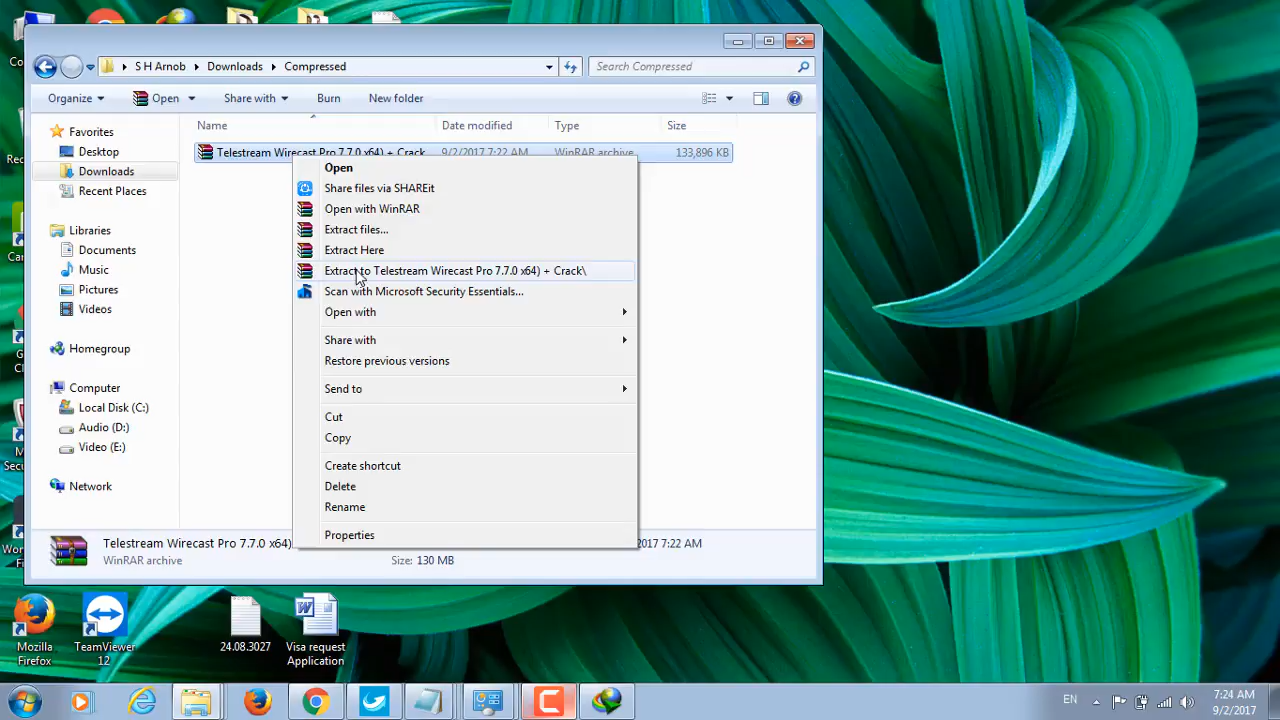 S H Arnob
Downloads
Compressed
Search Compressed
Organize
Open
Share with
Burn
New folder
Name
Date modified
Type
Size
Telestream Wirecast Pro 7.7.0 x64) + Crack
9/2/2017 7:22 AM
WinRAR archive
133,896 KB
Favorites
Desktop
Downloads
Recent Places
Libraries
Documents
Music
Pictures
Videos
Homegroup
Computer
Local Disk (C:)
Audio (D:)
Video (E:)
Network
Open
Share files via SHAREit
Open with WinRAR
Extract files...
Extract Here
Extract to Telestream Wirecast Pro 7.7.0 x64) + Crack\
Scan with Microsoft Security Essentials...
Open with
Share with
Restore previous versions
Send to
Cut
Copy
Create shortcut
Delete
Rename
Properties
Telestream Wirecast Pro 7.7.0 x64)
2017 7:22 AM
WinRAR archive
Size: 130 MB
Mozilla
Firefox
TeamViewer
12
24.08.3027
Visa request
Application
EN
7:24 AM
9/2/2017